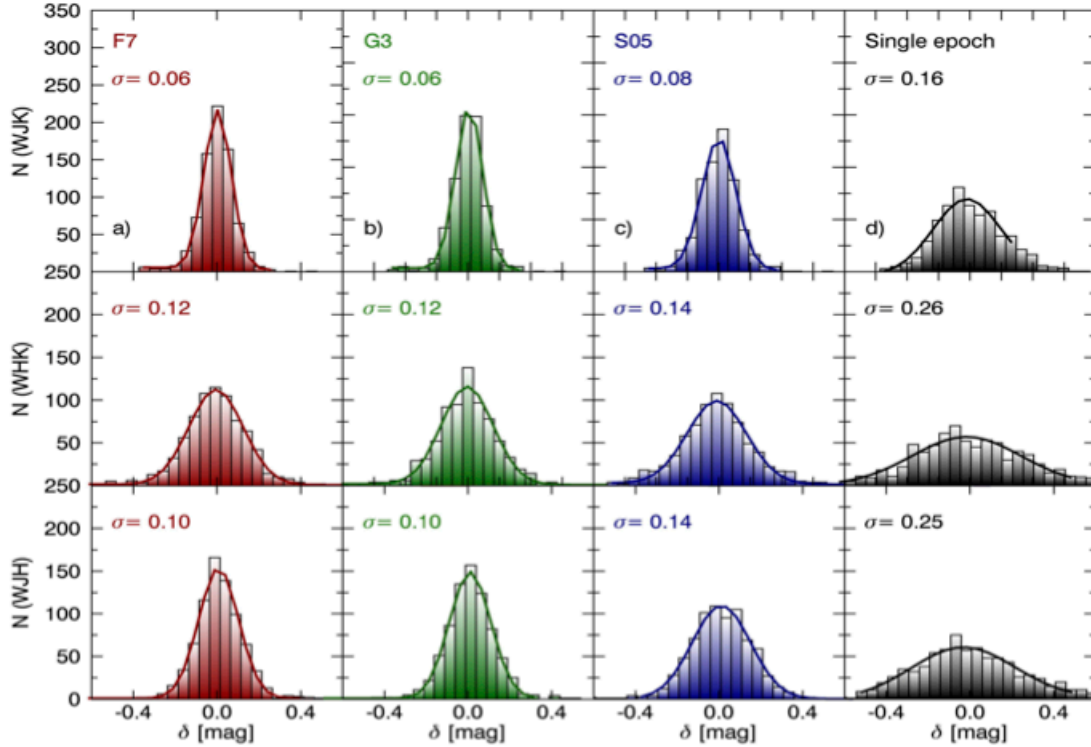 350
300
250
200
150
100
50
250
N (WJK)
F7
σ= 0.06
a)
G3
σ= 0.06
b)
S05
σ= 0.08
c)
Single epoch
σ= 0.16
d)
200
150
100
50
250
N (WHK)
σ= 0.12
σ= 0.12
σ= 0.14
σ= 0.26
200
150
100
50
0
N (WJH)
σ= 0.10
σ= 0.10
σ= 0.14
σ= 0.25
-0.4 0.0 0.4 -0.4 0.0 0.4 -0.4 0.0 0.4 -0.4 0.0 0.4
δ [mag] δ [mag] δ [mag] δ [mag]